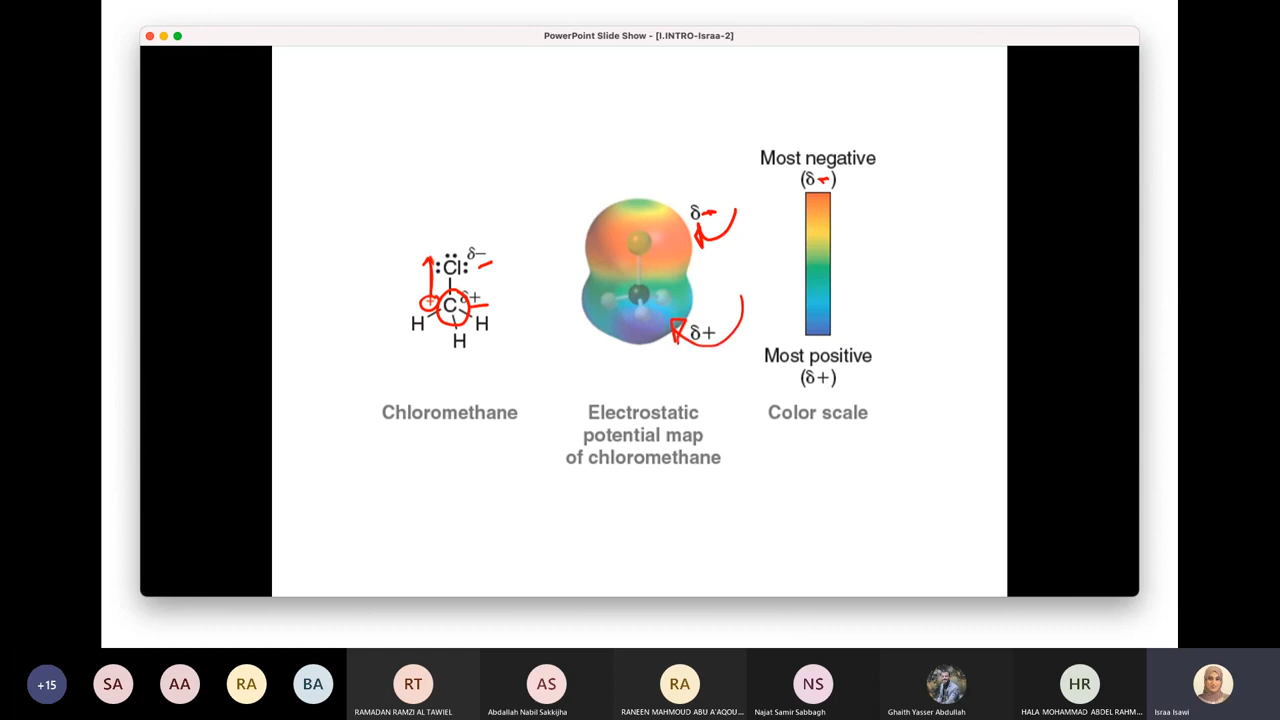 PowerPoint Slide Show - [I.INTRO-Israa-2]
Most negative
(δ−)
δ−
:Cl:
δ−
δ+
C
H
H
H
δ+
Most positive
(δ+)
Chloromethane
Electrostatic
potential map
of chloromethane
Color scale
+15
SA
AA
RA
BA
RT
RAMADAN RAMZI AL TAWIEL
AS
Abdallah Nabil Sakkijha
RA
RANEEN MAHMOUD ABU A'AQOU...
NS
Najat Samir Sabbagh
Ghaith Yasser Abdullah
HR
HALA MOHAMMAD ABDEL RAHM...
Israa Isawi